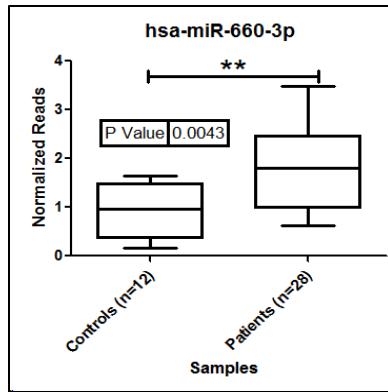 hsa-miR-660-3p
**
P Value 0.0043
Normalized Reads
4
3
2
1
0
Controls (n=12)
Patients (n=28)
Samples